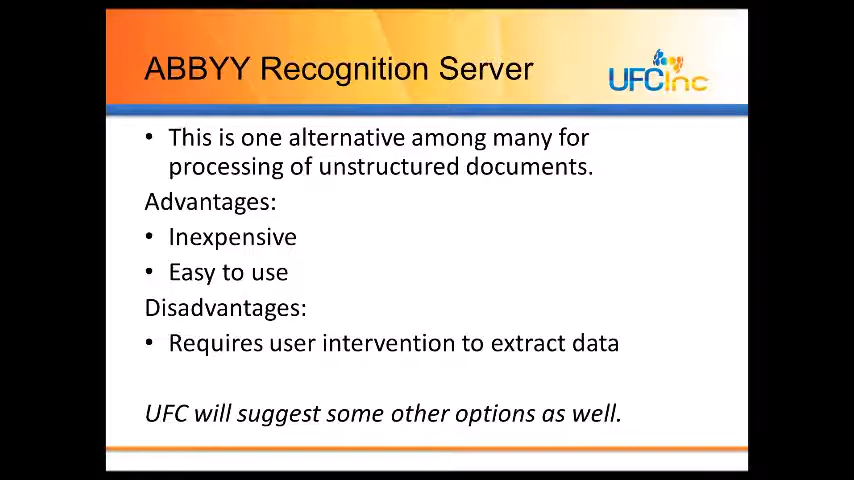 ABBYY Recognition Server
UFCinc
• This is one alternative among many for
processing of unstructured documents.
Advantages:
• Inexpensive
• Easy to use
Disadvantages:
• Requires user intervention to extract data
UFC will suggest some other options as well.